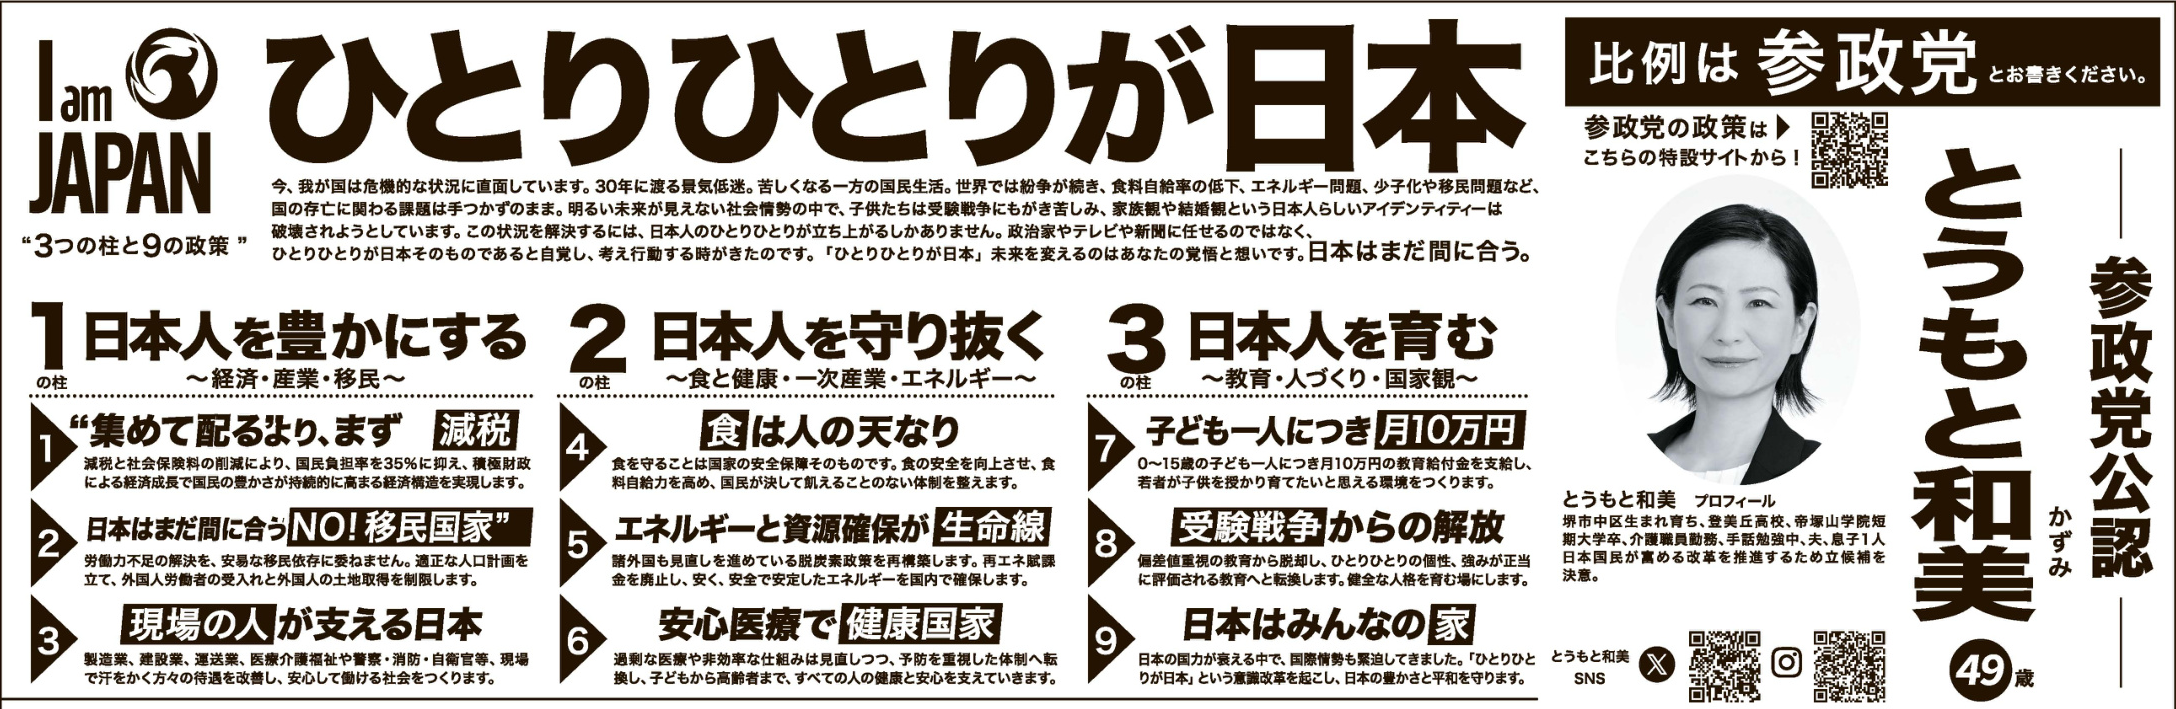 I am
JAPAN
“3つの柱と9の政策 ”
ひとりひとりが日本
今、我が国は危機的な状況に直面しています。30年に渡る景気低迷。苦しくなる一方の国民生活。世界では紛争が続き、食料自給率の低下、エネルギー問題、少子化や移民問題など、
国の存亡に関わる課題は手つかずのまま。明るい未来が見えない社会情勢の中で、子供たちは受験戦争にもがき苦しみ、家族観や結婚観という日本人らしいアイデンティティーは
破壊されようとしています。この状況を解決するには、日本人のひとりひとりが立ち上がるしかありません。政治家やテレビや新聞に任せるのではなく、
ひとりひとりが日本そのものであると自覚し、考え行動する時がきたのです。「ひとりひとりが日本」未来を変えるのはあなたの覚悟と想いです。日本はまだ間に合う。
1の柱 日本人を豊かにする
～経済・産業・移民～
1 “集めて配る”より、まず 減税
減税と社会保険料の削減により、国民負担率を35%に抑え、積極財政
による経済成長で国民の豊かさが持続的に高まる経済構造を実現します。
2 日本はまだ間に合う NO!移民国家”
労働力不足の解決を、安易な移民依存に委ねません。適正な人口計画を
立て、外国人労働者の受入れと外国人の土地取得を制限します。
3 現場の人が支える日本
製造業、建設業、運送業、医療介護福祉や警察・消防・自衛官等、現場
で汗をかく方々の待遇を改善し、安心して働ける社会をつくります。
2の柱 日本人を守り抜く
～食と健康・一次産業・エネルギー～
4 食は人の天なり
食を守ることは国家の安全保障そのものです。食の安全を向上させ、食
料自給力を高め、国民が決して飢えることのない体制を整えます。
5 エネルギーと資源確保が 生命線
諸外国も見直しを進めている脱炭素政策を再構築します。再エネ賦課
金を廃止し、安く、安全で安定したエネルギーを国内で確保します。
6 安心医療で 健康国家
過剰な医療や非効率な仕組みは見直しつつ、予防を重視した体制へ転
換し、子どもから高齢者まで、すべての人の健康と安心を支えていきます。
3の柱 日本人を育む
～教育・人づくり・国家観～
7 子ども一人につき 月10万円
0～15歳の子ども一人につき月10万円の教育給付金を支給し、
若者が子供を授かり育てたいと思える環境をつくります。
8 受験戦争からの解放
偏差値重視の教育から脱却し、ひとりひとりの個性、強みが正当
に評価される教育へと転換します。健全な人格を育む場にします。
9 日本はみんなの 家
日本の国力が衰える中で、国際情勢も緊迫してきました。「ひとりひと
りが日本」という意識改革を起こし、日本の豊かさと平和を守ります。
比例は 参政党 とお書きください。
参政党の政策は▶
こちらの特設サイトから！
参政党公認
とうもと和美
かずみ
49歳
とうもと和美 プロフィール
堺市中区生まれ育ち、登美丘高校、帝塚山学院短
期大学卒、介護職員勤務、手話勉強中、夫、息子1人
日本国民が富める改革を推進するため立候補を
決意。
とうもと和美
SNS